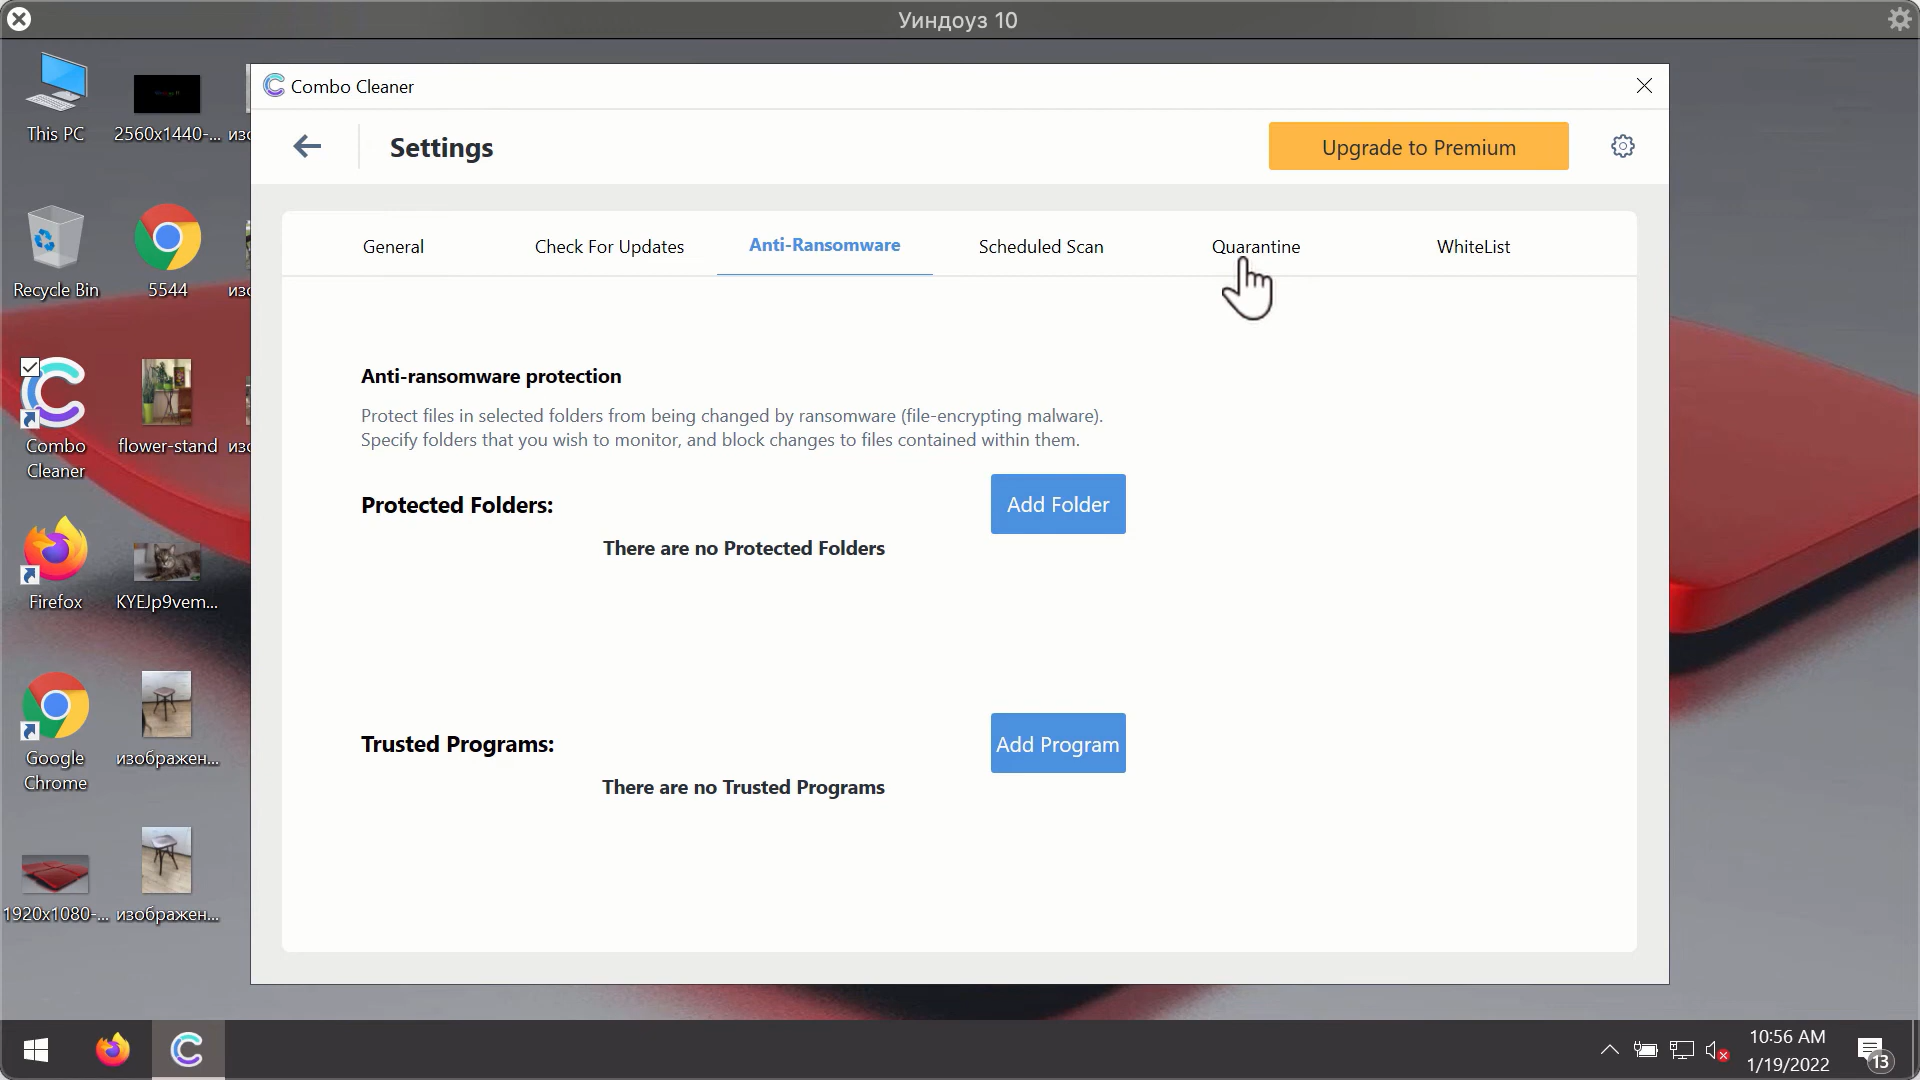 Уиндоуз 10
This PC
2560x1440-...
изо
Combo Cleaner
Settings
Upgrade to Premium
General
Check For Updates
Anti-Ransomware
Scheduled Scan
Quarantine
WhiteList
Recycle Bin
5544
изо
Anti-ransomware protection
Protect files in selected folders from being changed by ransomware (file-encrypting malware).
Specify folders that you wish to monitor, and block changes to files contained within them.
Combo
Cleaner
flower-stand
изо
Protected Folders:
Add Folder
There are no Protected Folders
Firefox
KYEJp9vem...
Trusted Programs:
Add Program
There are no Trusted Programs
Google
Chrome
изображен...
1920x1080-...
изображен...
10:56 AM
1/19/2022
13